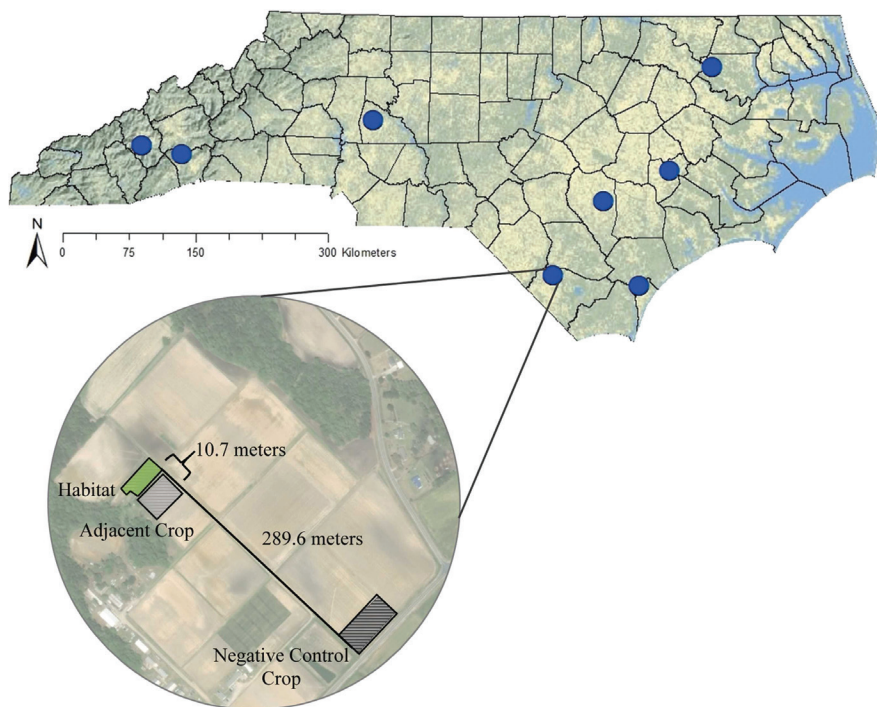 N
0 75 150 300 Kilometers
10.7 meters
Habitat
Adjacent Crop
289.6 meters
Negative Control
Crop